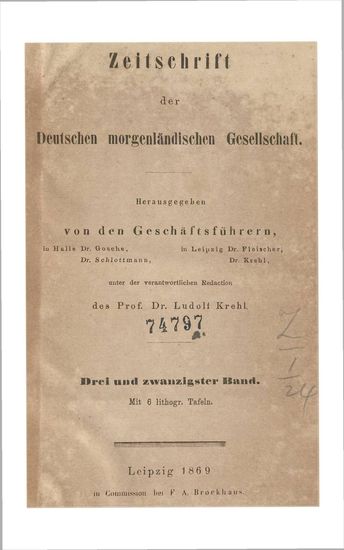 Zeitschrift
der
Deutschen morgenländischen Gesellschaft.
Herausgegeben
von den Geschäftsführern,
in Halle Dr. Gosche, in Leipzig Dr. Fleischer,
Dr. Schlottmann, Dr. Krehl,
unter der verantwortlichen Redaction
des Prof. Dr. Ludolf Krehl.
74797
L
1
24
Drei und zwanzigster Band.
Mit 6 lithogr. Tafeln.
Leipzig 1869
in Commission bei F. A. Brockhaus.